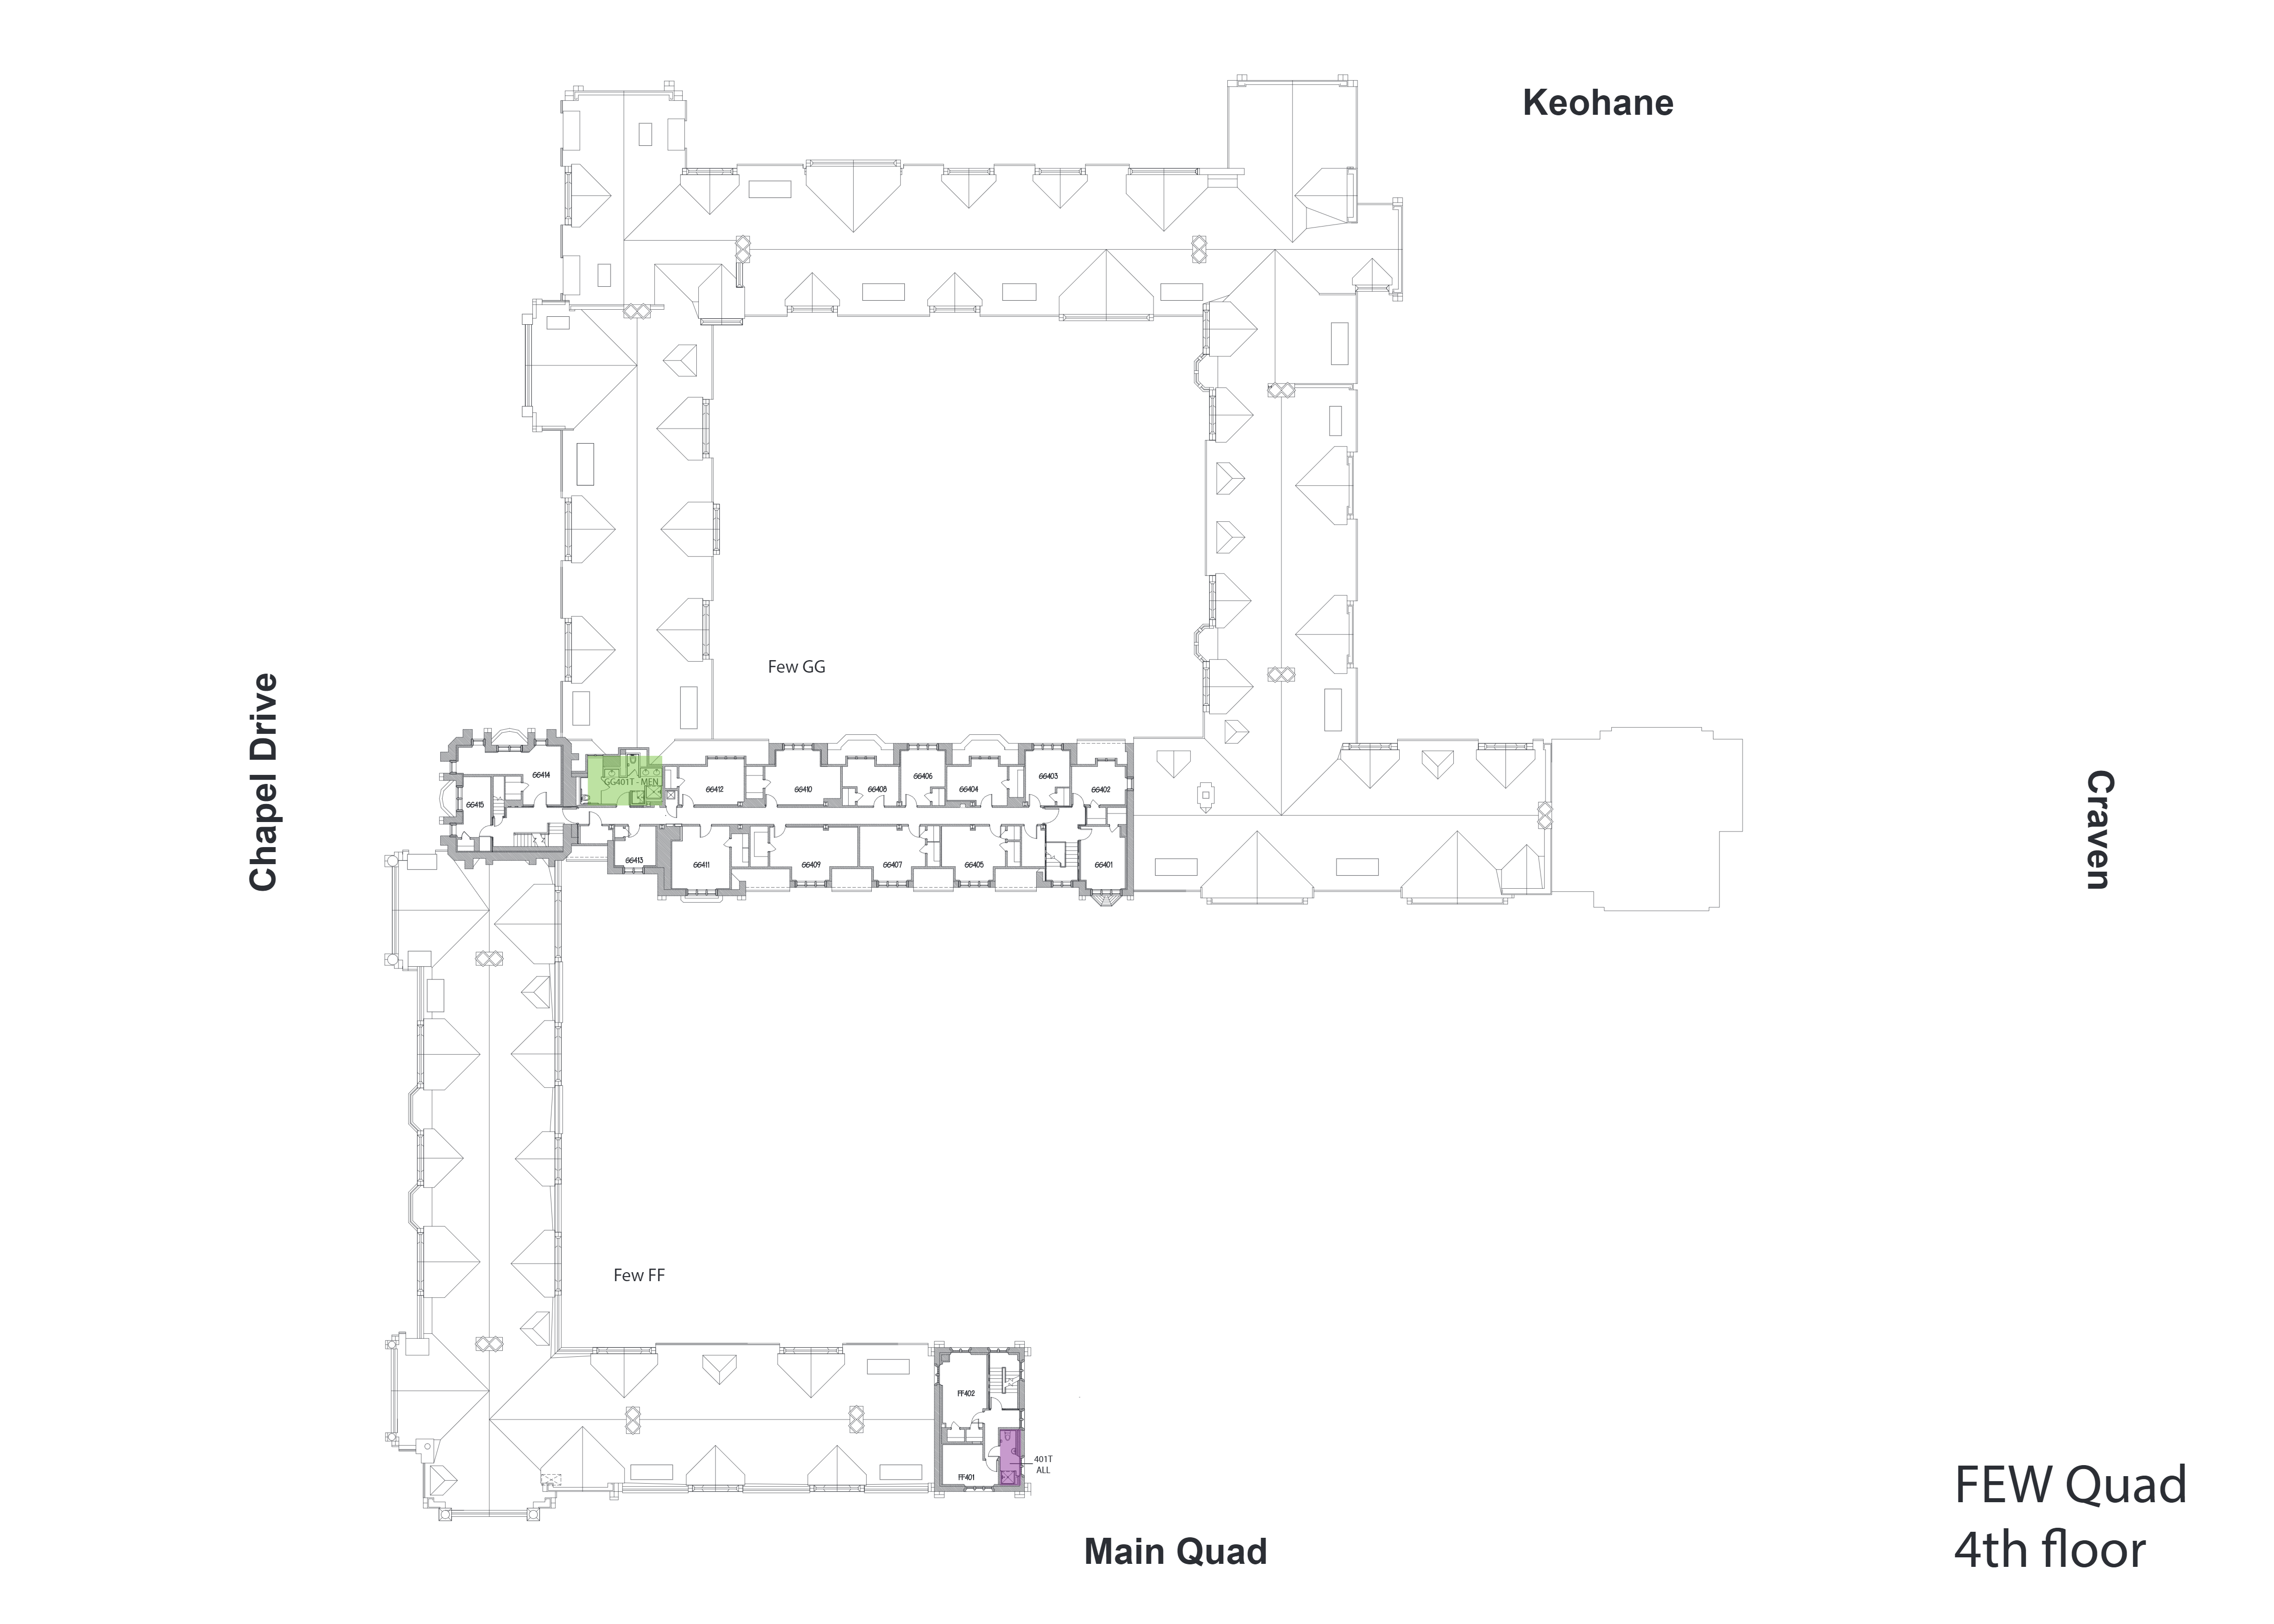 Keohane
Chapel Drive
Few GG
GG414
GG415
GG401T - MEN
GG412
GG410
GG408
GG406
GG404
GG403
GG402
GG413
GG411
GG409
GG407
GG405
GG401
Craven
Few FF
FF402
FF401
401T
ALL
Main Quad
FEW Quad
4th floor